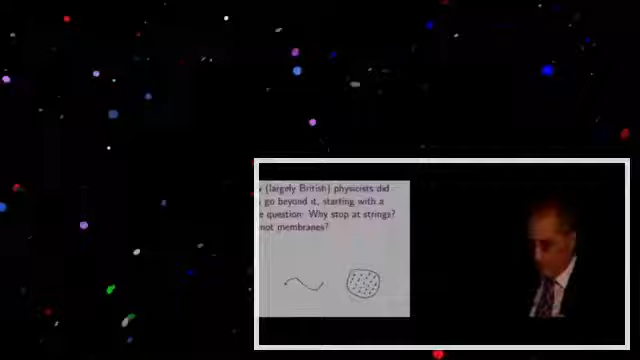 (largely British) physicists did
go beyond it, starting with a
question: Why stop at strings?
not membranes?